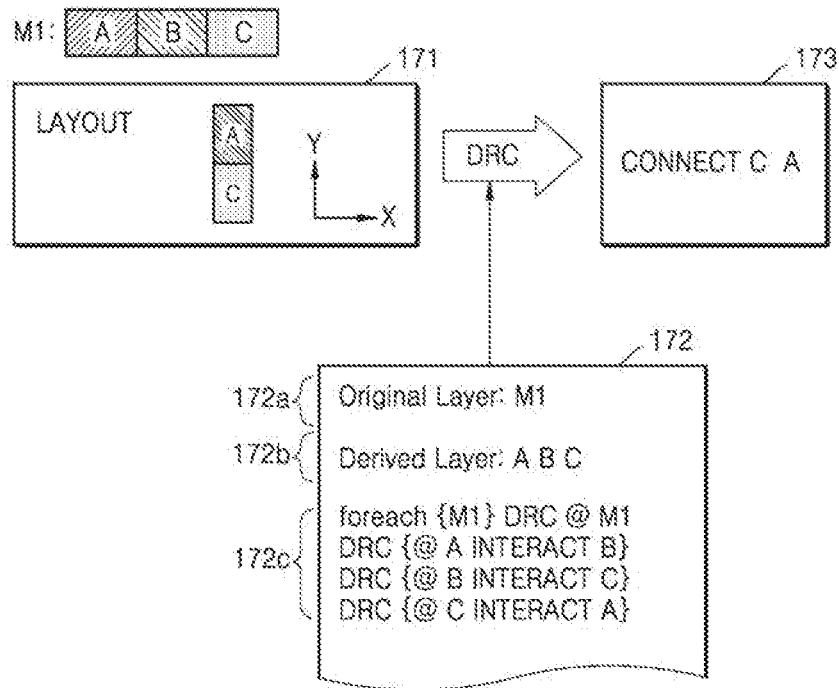 M1: A B C
171
173
LAYOUT
A
C
Y
X
DRC
CONNECT C A
172
172a
Original Layer: M1
172b
Derived Layer: A B C
172c
foreach {M1} DRC @ M1
DRC {@ A INTERACT B}
DRC {@ B INTERACT C}
DRC {@ C INTERACT A}